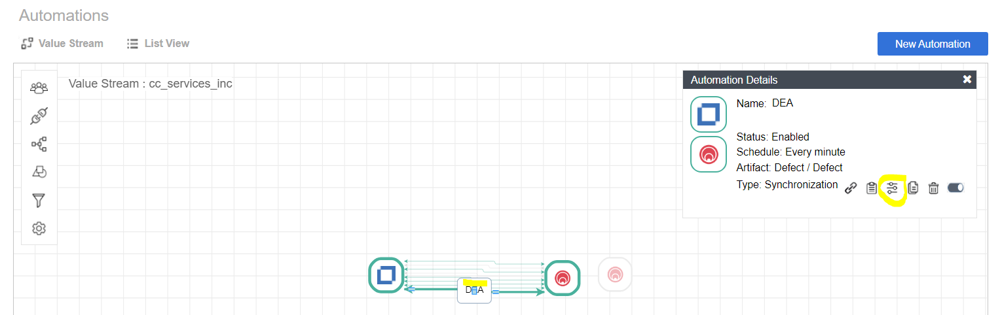 Automations
Value Stream
List View
New Automation
Value Stream : cc_services_inc
Automation Details
Name: DEA
Status: Enabled
Schedule: Every minute
Artifact: Defect / Defect
Type: Synchronization
DEA